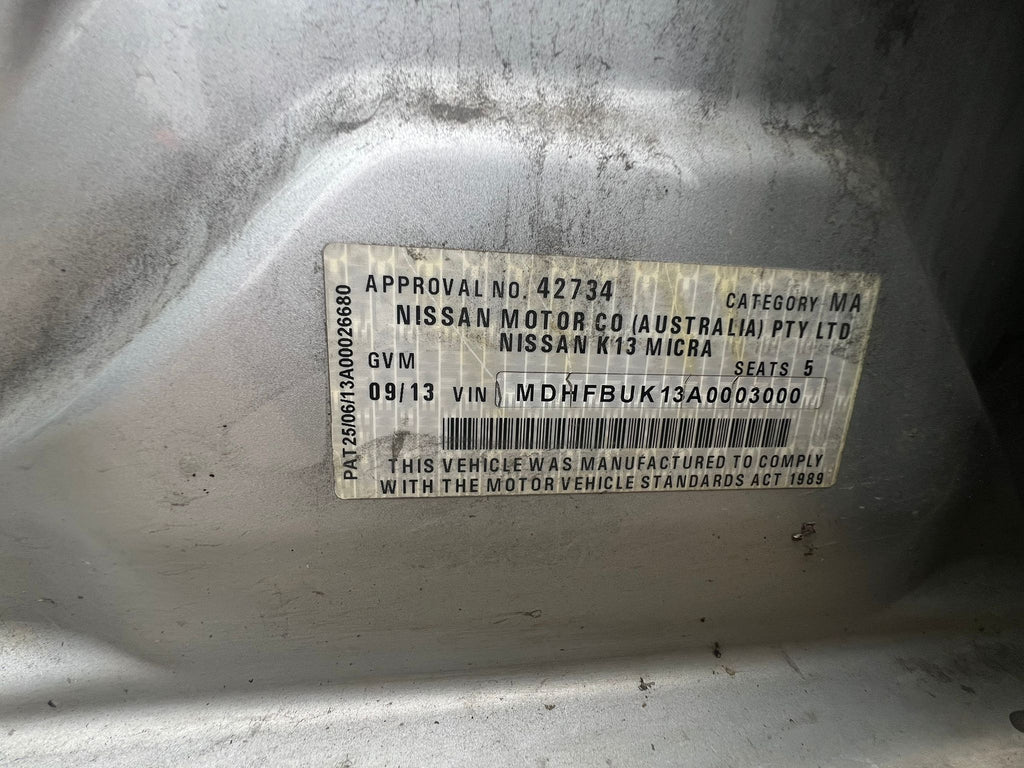 APPROVAL NO. 42734 CATEGORY MA
NISSAN MOTOR CO (AUSTRALIA) PTY LTD
NISSAN K13 MICRA
GVM SEATS 5
09/13 VIN MDHFBUK13A0003000
THIS VEHICLE WAS MANUFACTURED TO COMPLY
WITH THE MOTOR VEHICLE STANDARDS ACT 1989
PAT25/06/13A00026680